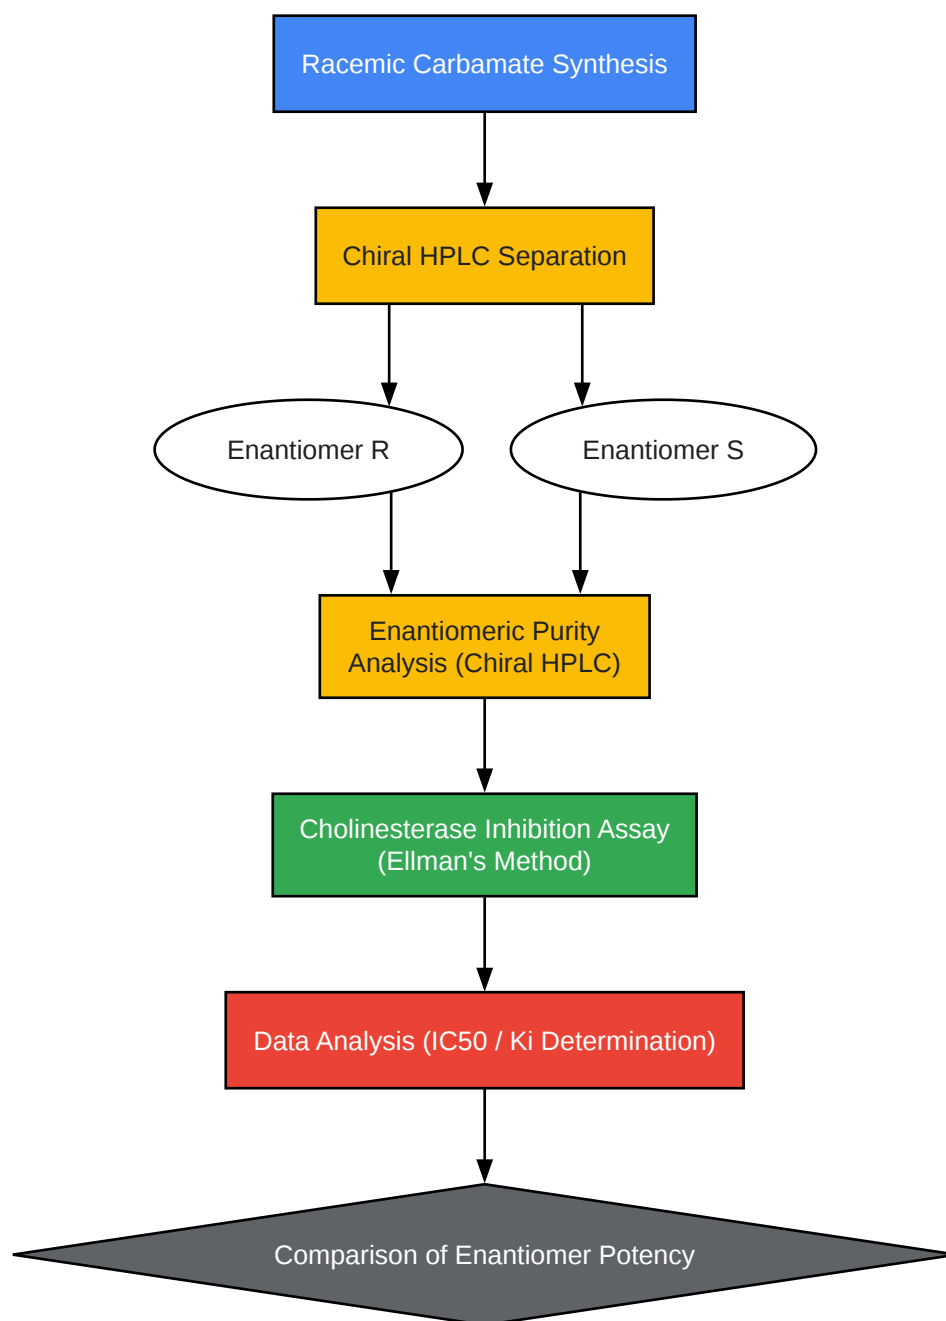 Racemic Carbamate Synthesis
Chiral HPLC Separation
Enantiomer R
Enantiomer S
Enantiomeric Purity
Analysis (Chiral HPLC)
Cholinesterase Inhibition Assay
(Ellman's Method)
Data Analysis (IC50 / Ki Determination)
Comparison of Enantiomer Potency